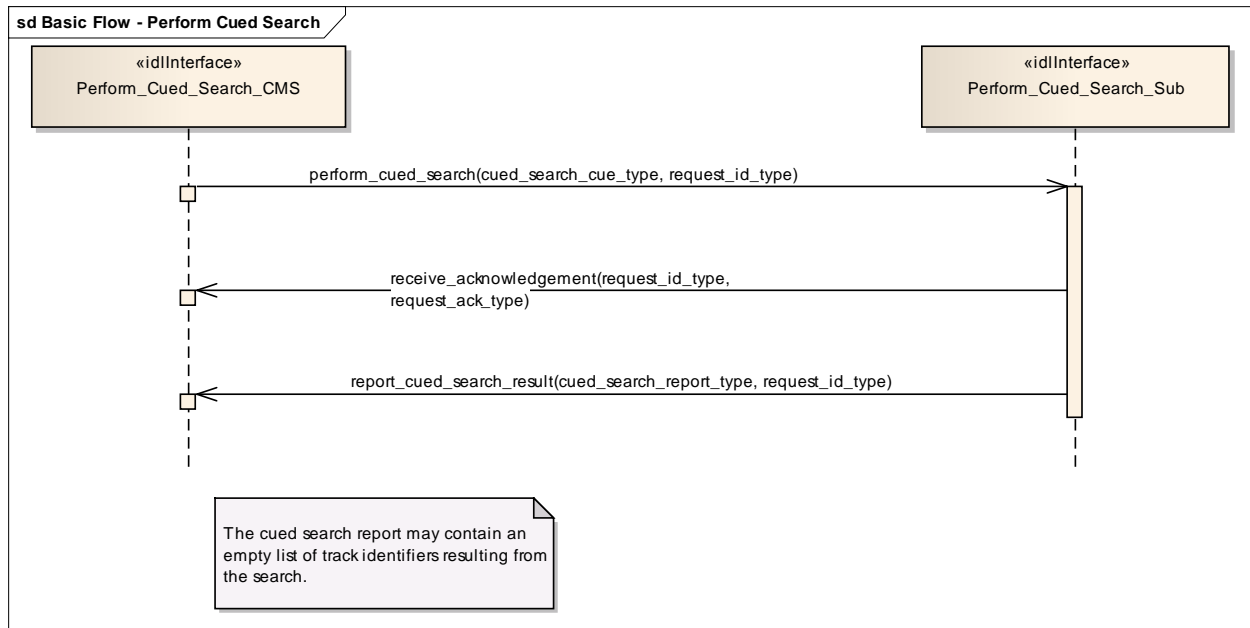 sd Basic Flow - Perform Cued Search
«idlInterface»
Perform_Cued_Search_CMS
«idlInterface»
Perform_Cued_Search_Sub
perform_cued_search(cued_search_cue_type, request_id_type)
receive_acknowledgement(request_id_type,
request_ack_type)
report_cued_search_result(cued_search_report_type, request_id_type)
The cued search report may contain an
empty list of track identifiers resulting from
the search.